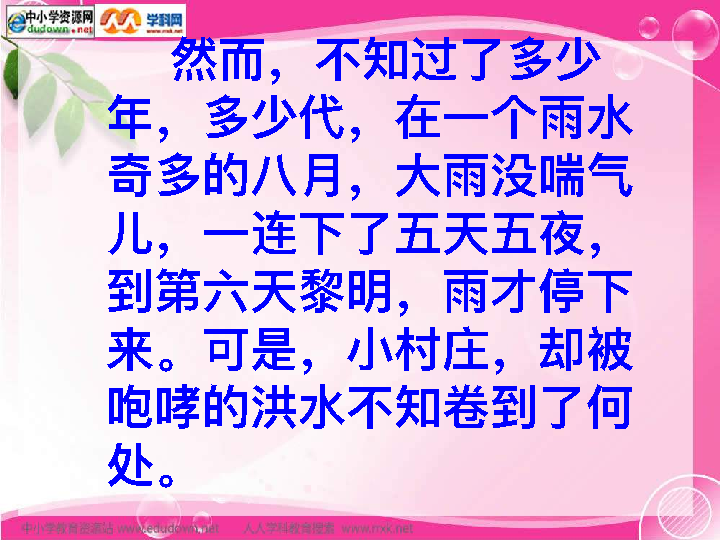 中小学资源网
edudown.net
学科网
www.nxk.net
然而，不知过了多少
年，多少代，在一个雨水
奇多的八月，大雨没喘气
儿，一连下了五天五夜，
到第六天黎明，雨才停下
来。可是，小村庄，却被
咆哮的洪水不知卷到了何
处。
中小学教育资源站 www.edudown.net 人人学科教育搜索 www.rrxk.net